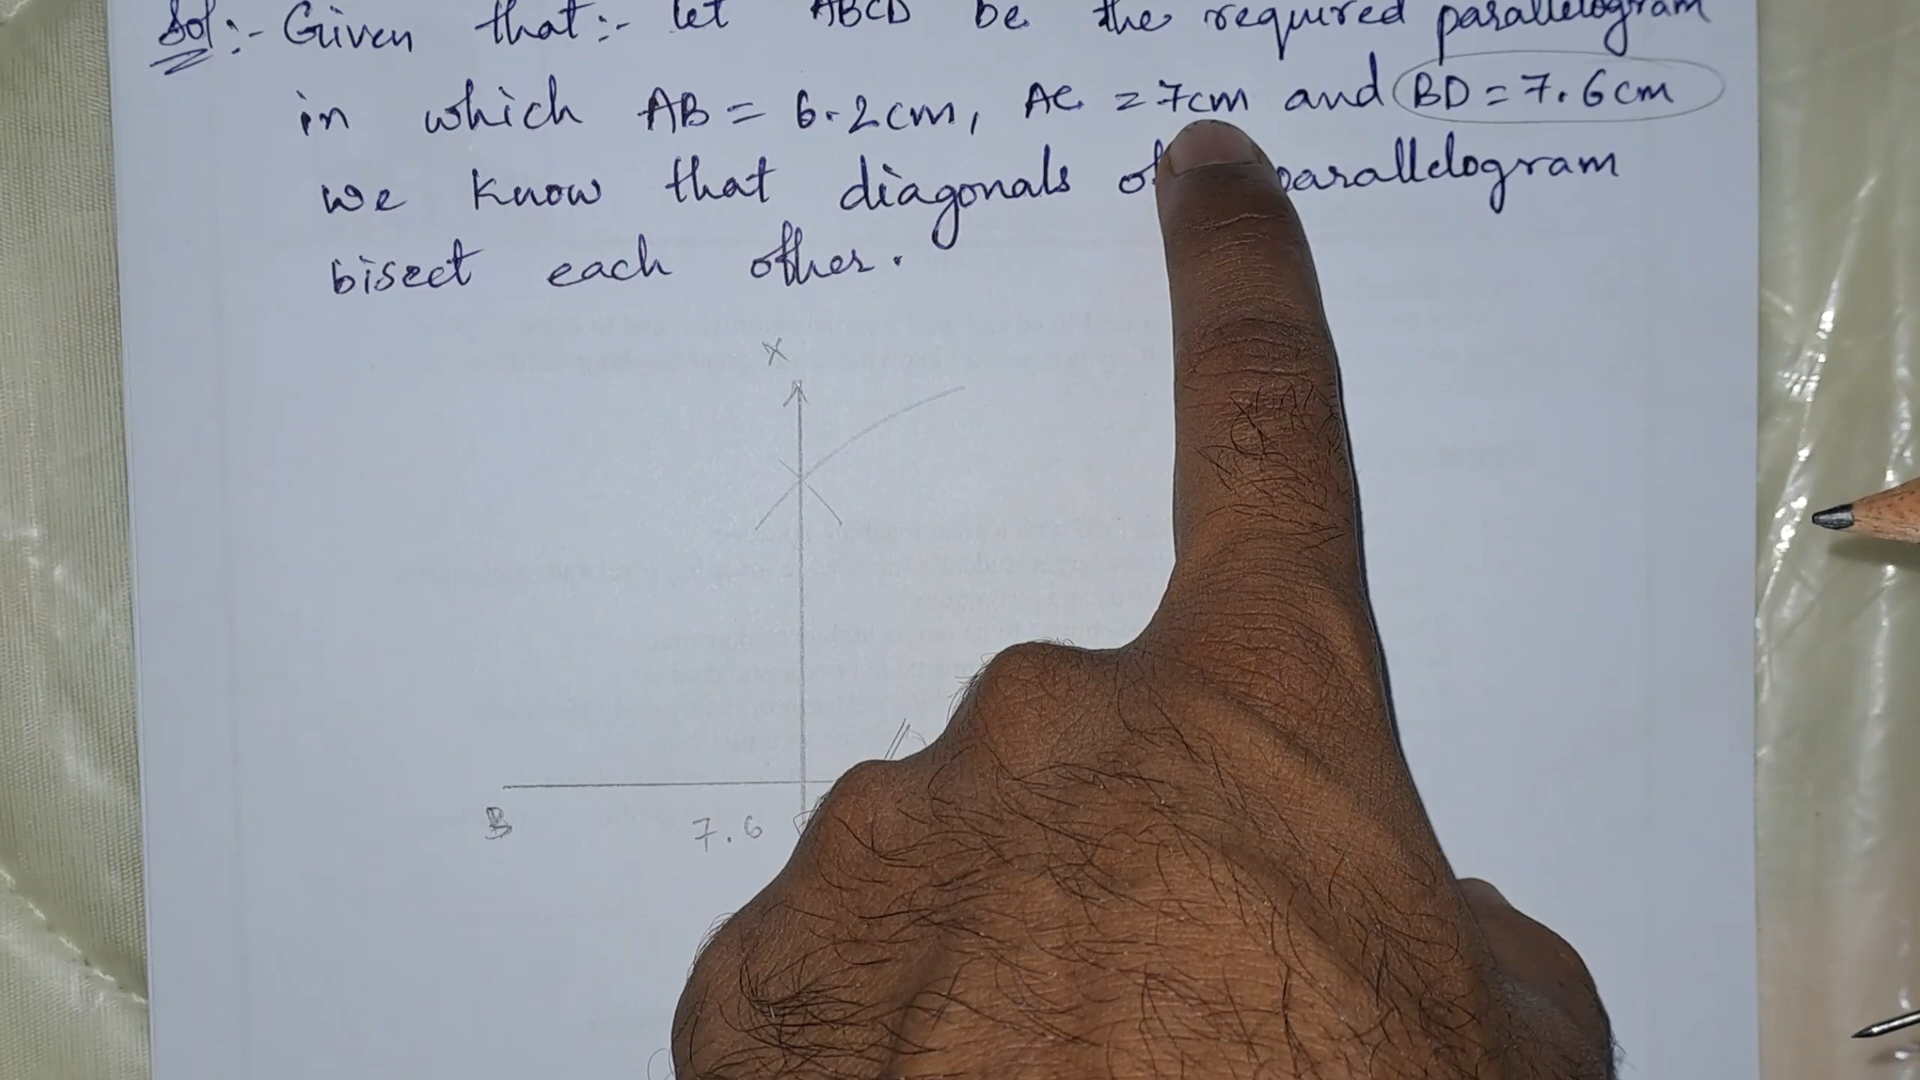 Sol:- Given that:- let ABCD be the required parallelogram
in which AB = 6.2cm, AC = 7cm and BD = 7.6cm
we know that diagonals parallelogram
bisect each other.
X
B 7.6